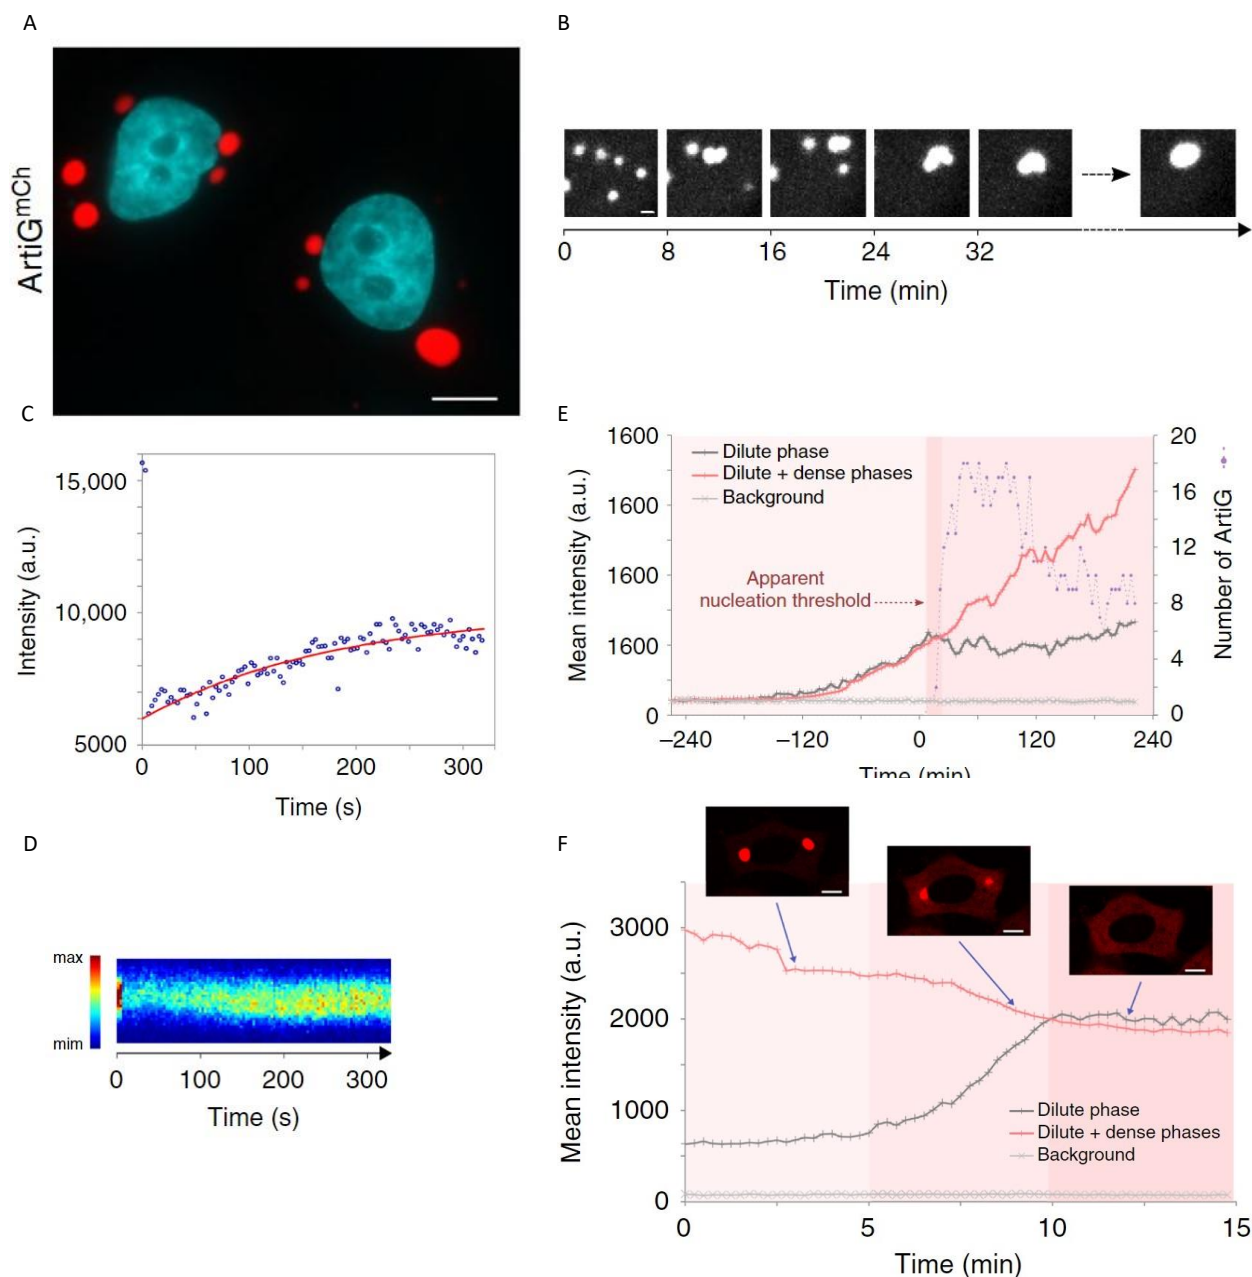 A
ArtiG^mCh
B
0 8 16 24 32
Time (min)
C
15,000
10,000
5000
Intensity (a.u.)
0 100 200 300
Time (s)
E
1600
1600
1600
1600
0
Mean intensity (a.u.)
Dilute phase
Dilute + dense phases
Background
Apparent
nucleation threshold
20
16
12
8
4
0
Number of ArtiG
−240 −120 0 120 240
Time (min)
D
max
mim
0 100 200 300
Time (s)
F
3000
2000
1000
0
Mean intensity (a.u.)
Dilute phase
Dilute + dense phases
Background
0 5 10 15
Time (min)